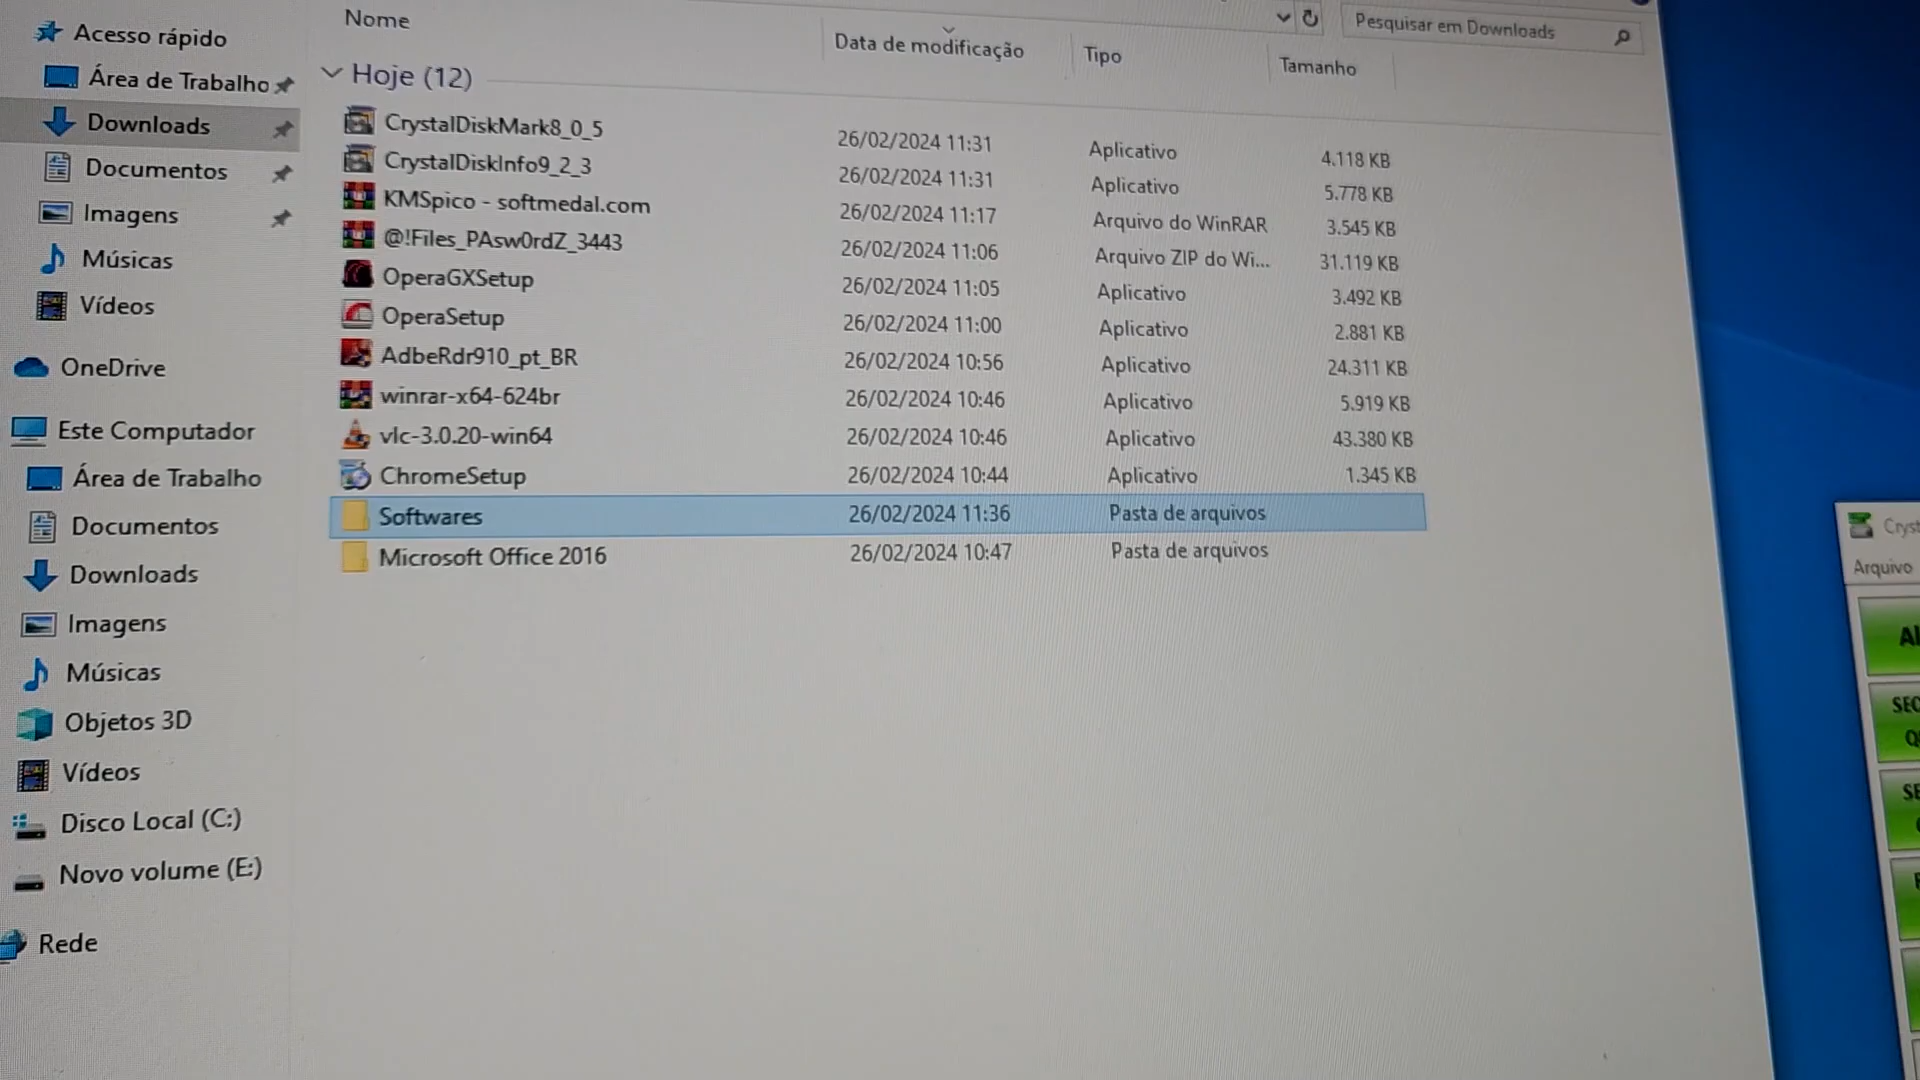 Acesso rápido
Área de Trabalho
Downloads
Documentos
Imagens
Músicas
Vídeos
OneDrive
Este Computador
Área de Trabalho
Documentos
Downloads
Imagens
Músicas
Objetos 3D
Vídeos
Disco Local (C:)
Novo volume (E:)
Rede
Pesquisar em Downloads
Nome Data de modificação Tipo Tamanho
Hoje (12)
CrystalDiskMark8_0_5 26/02/2024 11:31 Aplicativo 4.118 KB
CrystalDiskInfo9_2_3 26/02/2024 11:31 Aplicativo 5.778 KB
KMSpico - softmedal.com 26/02/2024 11:17 Arquivo do WinRAR 3.545 KB
@!Files_PAsw0rdZ_3443 26/02/2024 11:06 Arquivo ZIP do Wi... 31.119 KB
OperaGXSetup 26/02/2024 11:05 Aplicativo 3.492 KB
OperaSetup 26/02/2024 11:00 Aplicativo 2.881 KB
AdbeRdr910_pt_BR 26/02/2024 10:56 Aplicativo 24.311 KB
winrar-x64-624br 26/02/2024 10:46 Aplicativo 5.919 KB
vlc-3.0.20-win64 26/02/2024 10:46 Aplicativo 43.380 KB
ChromeSetup 26/02/2024 10:44 Aplicativo 1.345 KB
Softwares 26/02/2024 11:36 Pasta de arquivos
Microsoft Office 2016 26/02/2024 10:47 Pasta de arquivos
Cryst
Arquivo